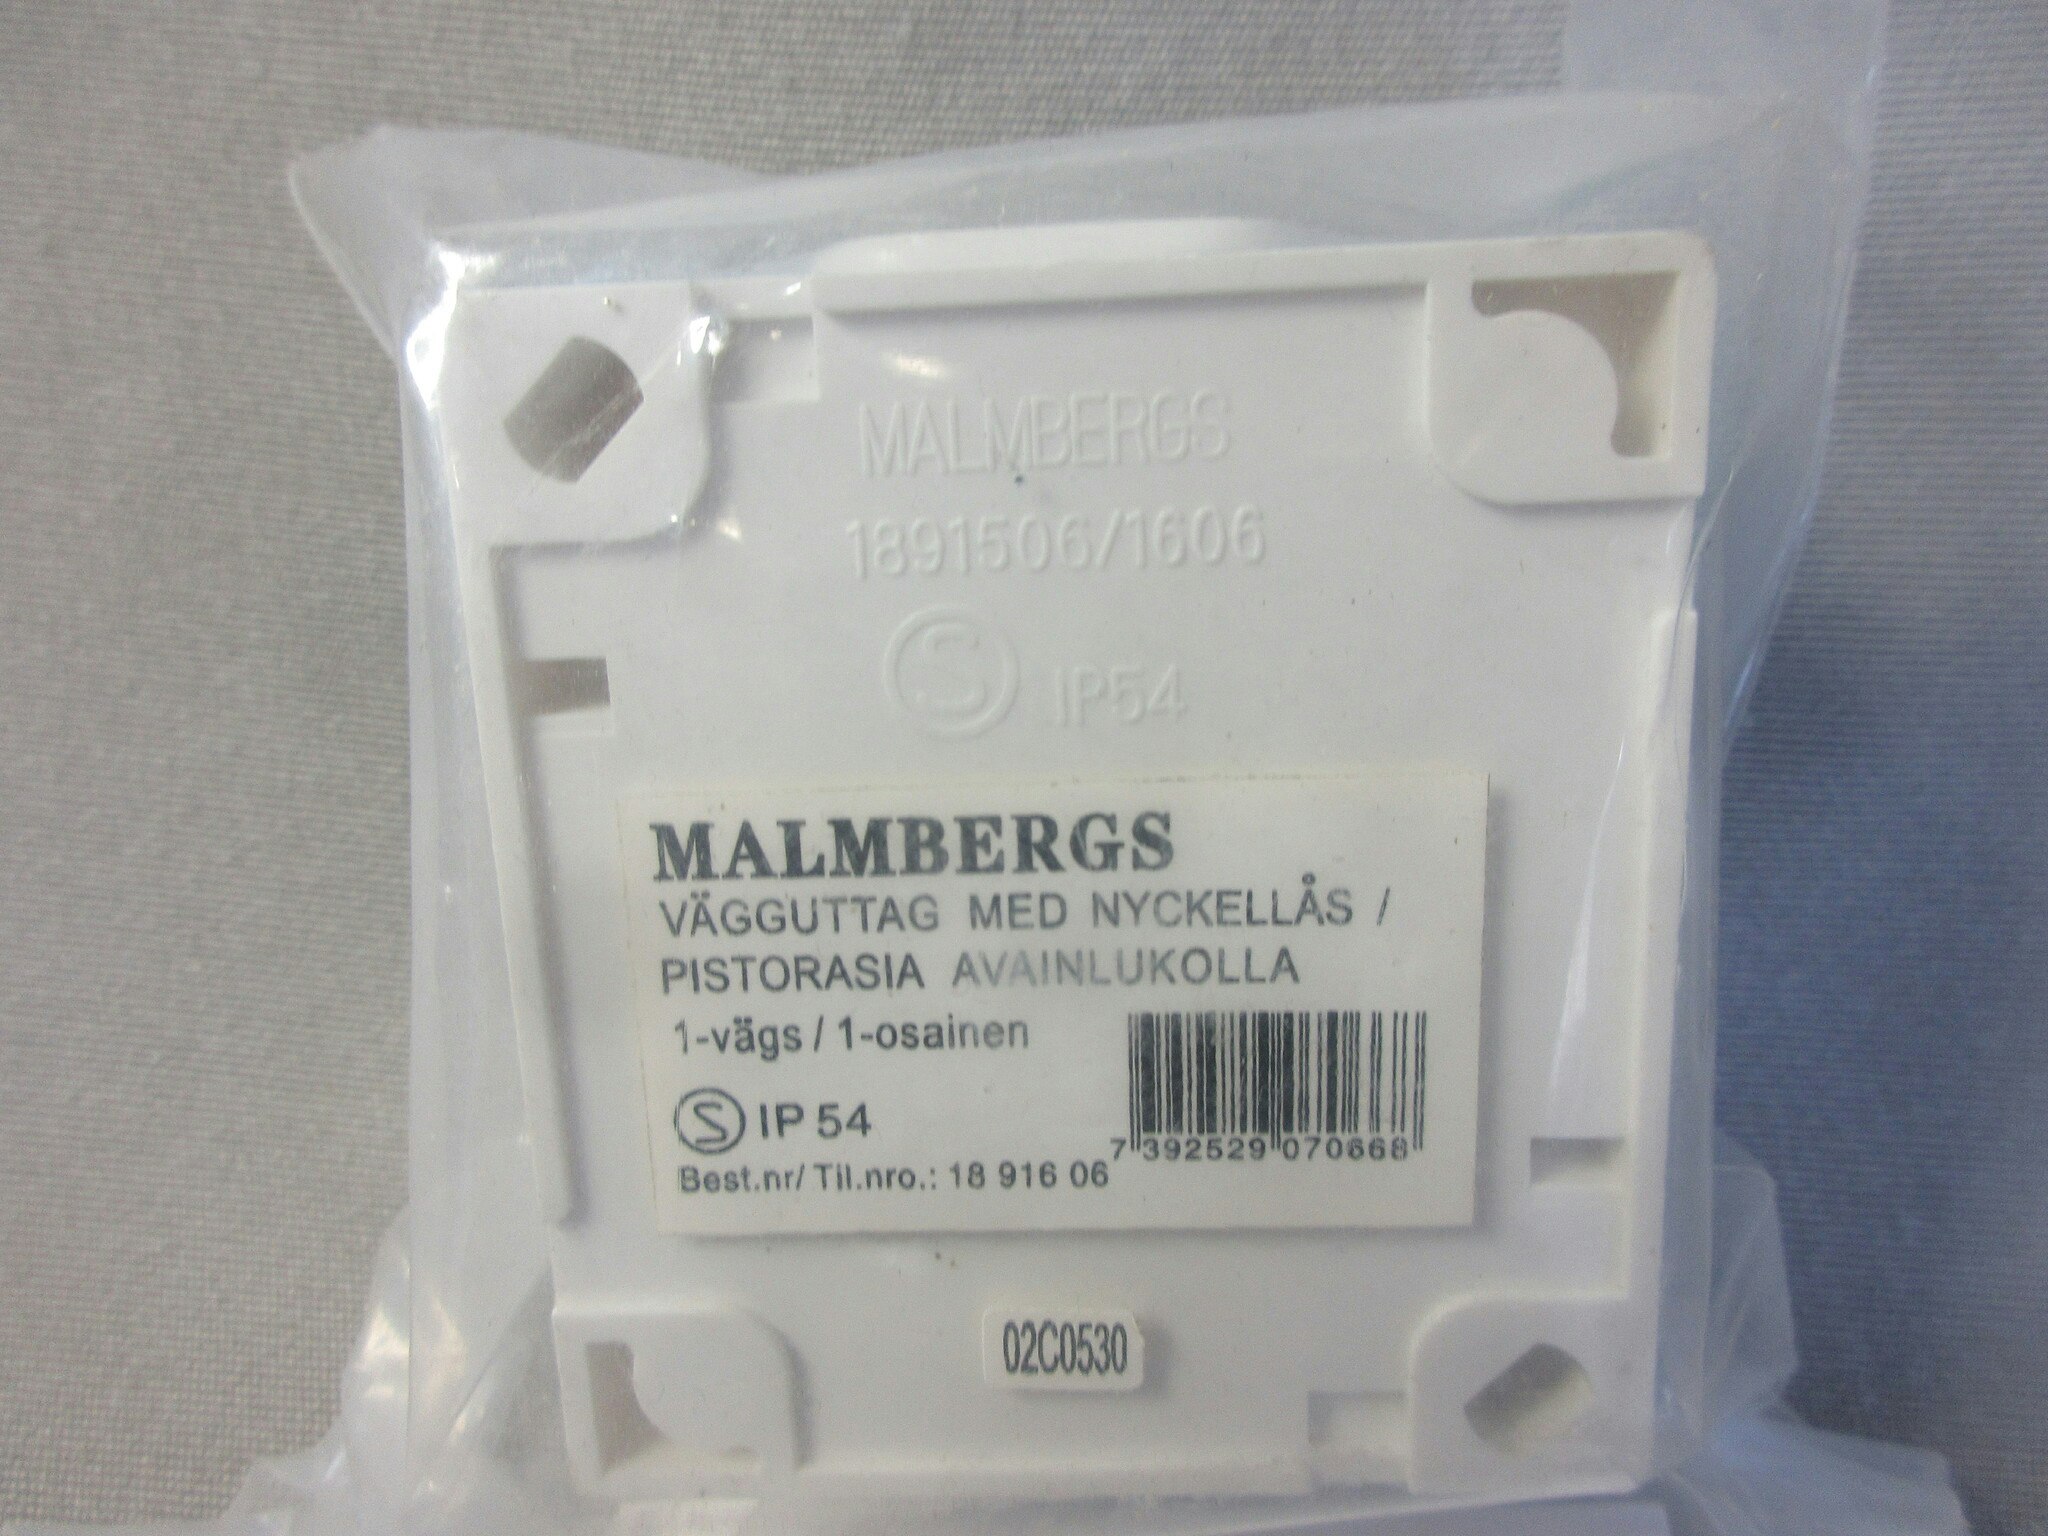 MALMBERGS
1891506/1606
S IP54
MALMBERGS
VÄGGUTTAG MED NYCKELLÅS /
PISTORASIA AVAINLUKOLLA
1-vägs / 1-osainen
S IP 54
Best.nr/ Til.nro.: 18 916 06
7 392529 070668
02C0530